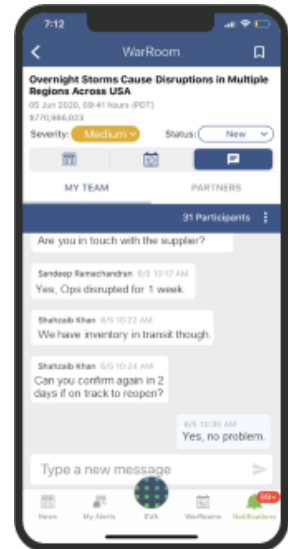 7:12
WarRoom
Overnight Storms Cause Disruptions in Multiple
Regions Across USA
05 Jun 2020, 09:41 hours (PDT)
$770,986,023
Severity: Medium Status: New
MY TEAM PARTNERS
31 Participants
Are you in touch with the supplier?
Sandeep Ramachandran 6/5 10:17 AM
Yes, Ops disrupted for 1 week.
Shahzaib Khan 6/5 10:22 AM
We have inventory in transit though.
Shahzaib Khan 6/5 10:24 AM
Can you confirm again in 2
days if on track to reopen?
6/5 10:35 AM
Yes, no problem.
Type a new message
99+
News My Alerts EVA WarRooms Notifications